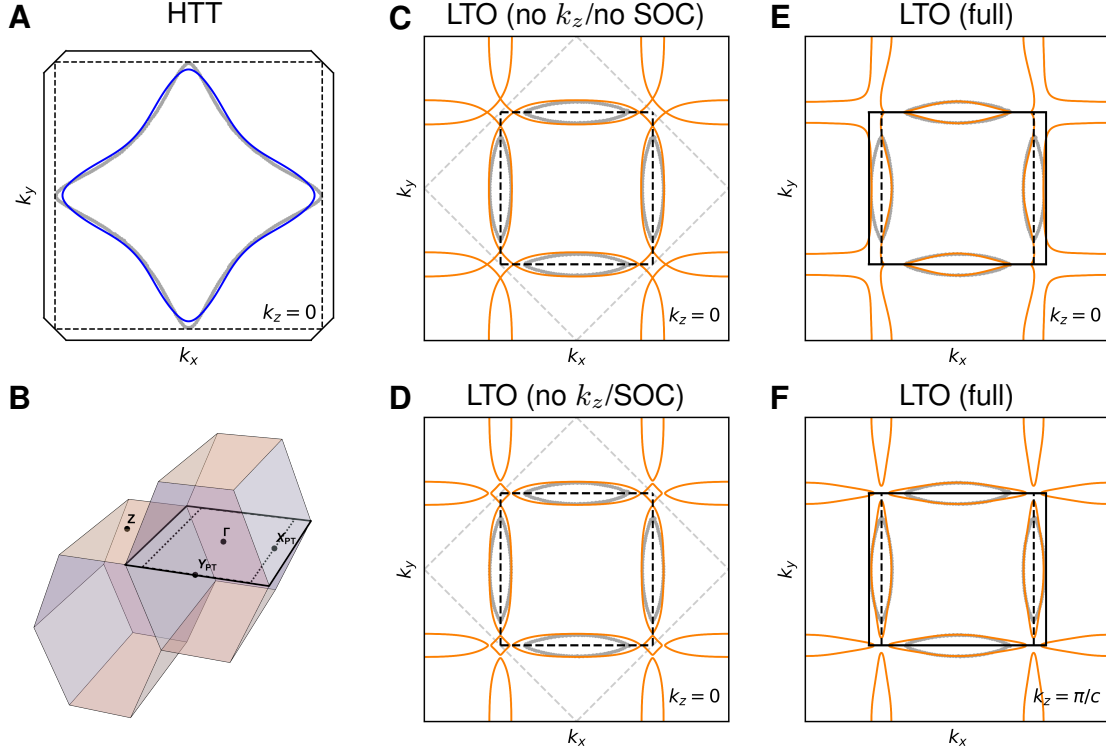 A
HTT
k_y
k_z = 0
k_x
B
Z
Γ
X_PT
Y_PT
C
LTO (no k_z/no SOC)
k_y
k_z = 0
k_x
D
LTO (no k_z/SOC)
k_y
k_z = 0
k_x
E
LTO (full)
k_y
k_z = 0
k_x
F
LTO (full)
k_y
k_z = π/c
k_x